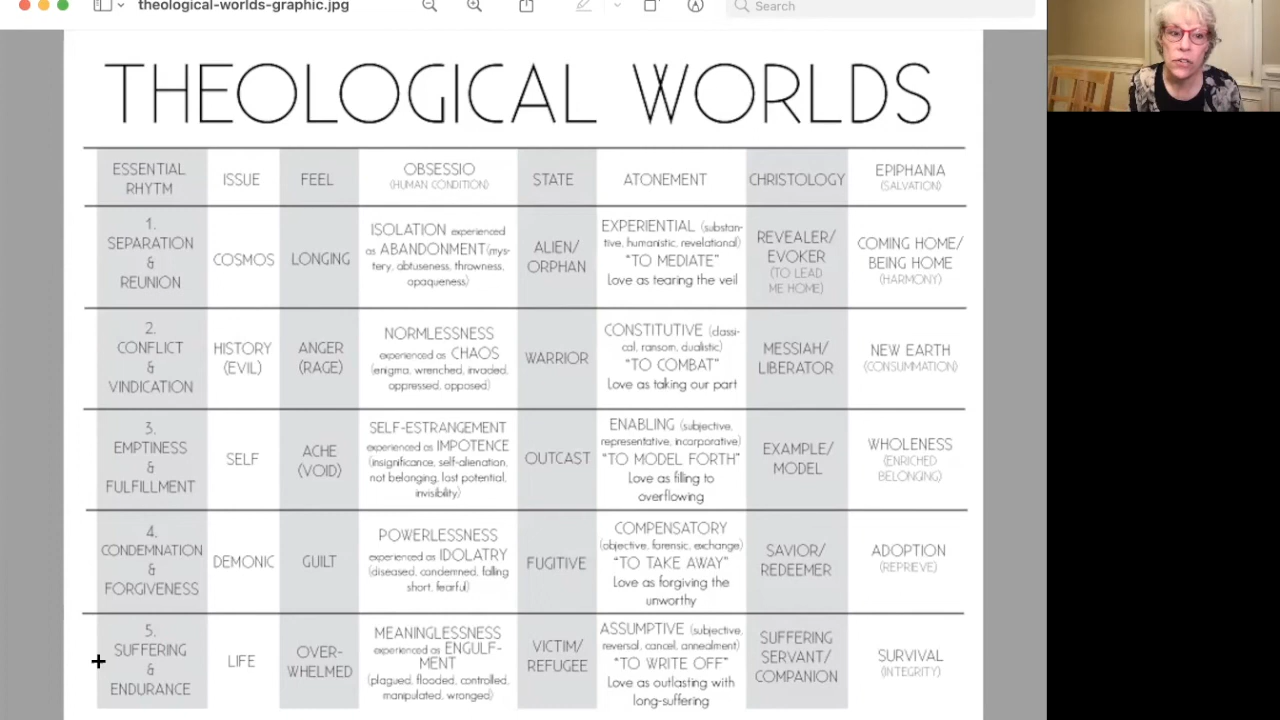 theological-worlds-graphic.jpg
Search
THEOLOGICAL WORLDS
ESSENTIAL
RHYTM
ISSUE
FEEL
OBSESSIO
(HUMAN CONDITION)
STATE
ATONEMENT
CHRISTOLOGY
EPIPHANIA
(SALVATION)
1.
SEPARATION
&
REUNION
COSMOS
LONGING
ISOLATION experienced
as ABANDONMENT(mys-
tery, abtuseness, throwness,
opaqueness)
ALIEN/
ORPHAN
EXPERIENTIAL (substan-
tive, humanistic, revelational)
"TO MEDIATE"
Love as tearing the veil
REVEALER/
EVOKER
(TO LEAD
ME HOME)
COMING HOME/
BEING HOME
(HARMONY)
2.
CONFLICT
&
VINDICATION
HISTORY
(EVIL)
ANGER
(RAGE)
NORMLESSNESS
experienced as CHAOS
(enigma, wrenched, invaded,
oppressed, opposed)
WARRIOR
CONSTITUTIVE (classi-
cal, ransom, dualistic)
"TO COMBAT"
Love as taking our part
MESSIAH/
LIBERATOR
NEW EARTH
(CONSUMMATION)
3.
EMPTINESS
&
FULFILLMENT
SELF
ACHE
(VOID)
SELF-ESTRANGEMENT
experienced as IMPOTENCE
(insignificance, self-alienation,
not belonging, lost potential,
invisibility)
OUTCAST
ENABLING (subjective,
representative, incorporative)
"TO MODEL FORTH"
Love as filling to
overflowing
EXAMPLE/
MODEL
WHOLENESS
(ENRICHED
BELONGING)
4.
CONDEMNATION
&
FORGIVENESS
DEMONIC
GUILT
POWERLESSNESS
experienced as IDOLATRY
(diseased, condemned, falling
short, fearful)
FUGITIVE
COMPENSATORY
(objective, forensic, exchange)
"TO TAKE AWAY"
Love as forgiving the
unworthy
SAVIOR/
REDEEMER
ADOPTION
(REPRIEVE)
5.
SUFFERING
&
ENDURANCE
LIFE
OVER-
WHELMED
MEANINGLESSNESS
experienced as ENGULF-
MENT
(plagued, flooded, controlled,
manipulated, wronged)
VICTIM/
REFUGEE
ASSUMPTIVE (subjective,
reversal, cancel, annealment)
"TO WRITE OFF"
Love as outlasting with
long-suffering
SUFFERING
SERVANT/
COMPANION
SURVIVAL
(INTEGRITY)